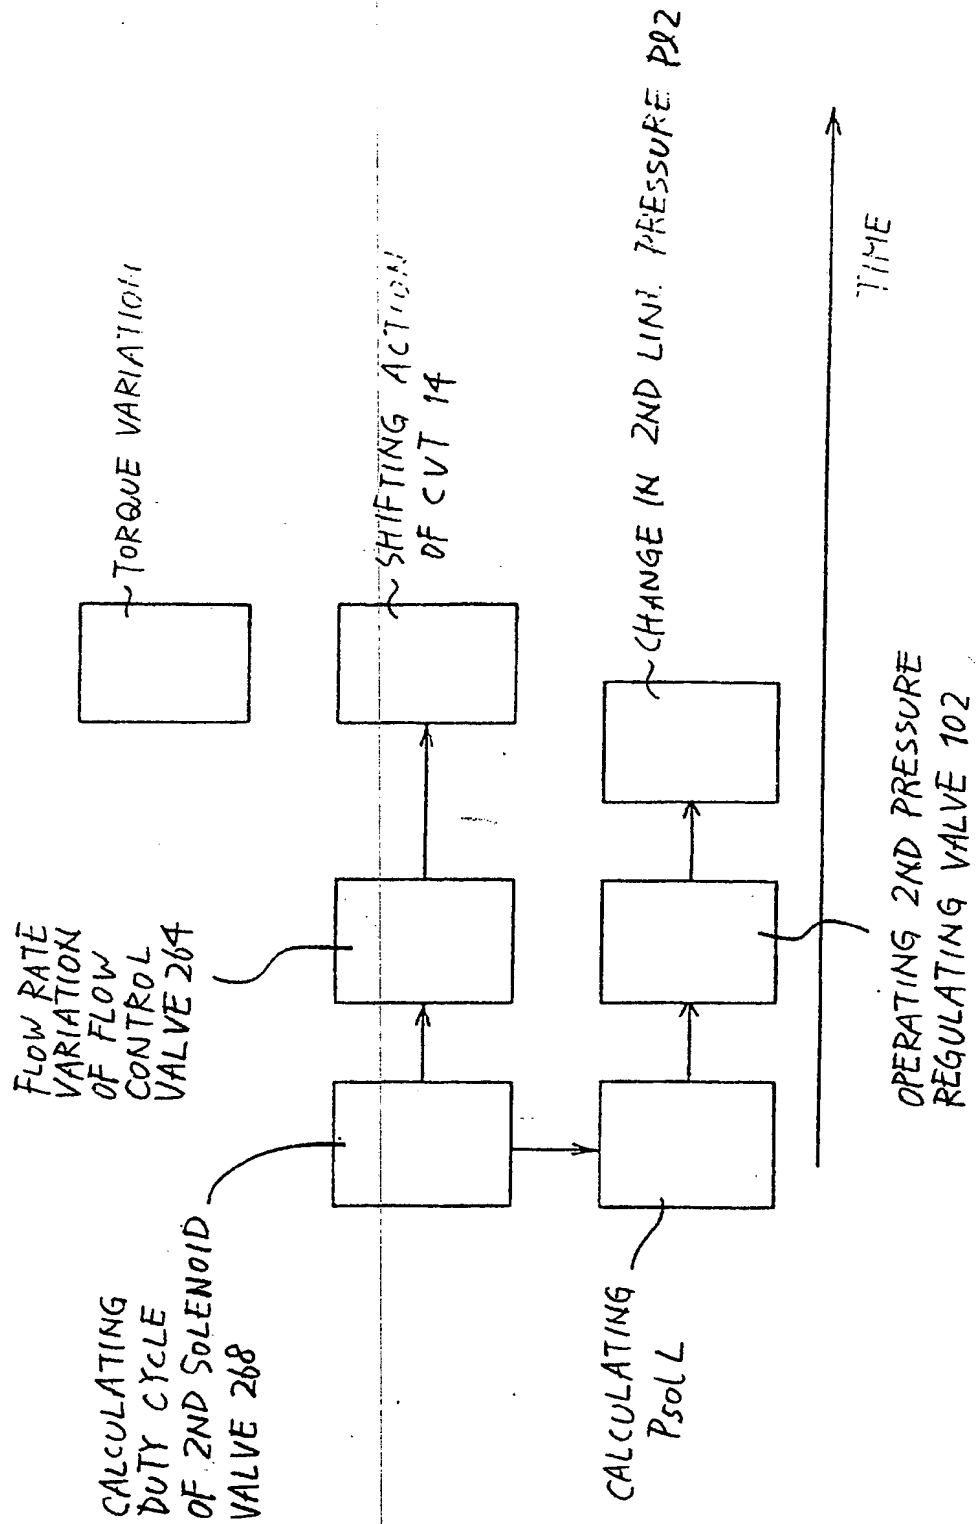 TORQUE VARIATION
FLOW RATE
VARIATION
OF FLOW
CONTROL
VALVE 264
SHIFTING ACTION
OF CVT 14
CALCULATING
DUTY CYCLE
OF 2ND SOLENOID
VALVE 268
CHANGE IN 2ND LINE PRESSURE Pl2
CALCULATING
PsolL
TIME
OPERATING 2ND PRESSURE
REGULATING VALVE 102